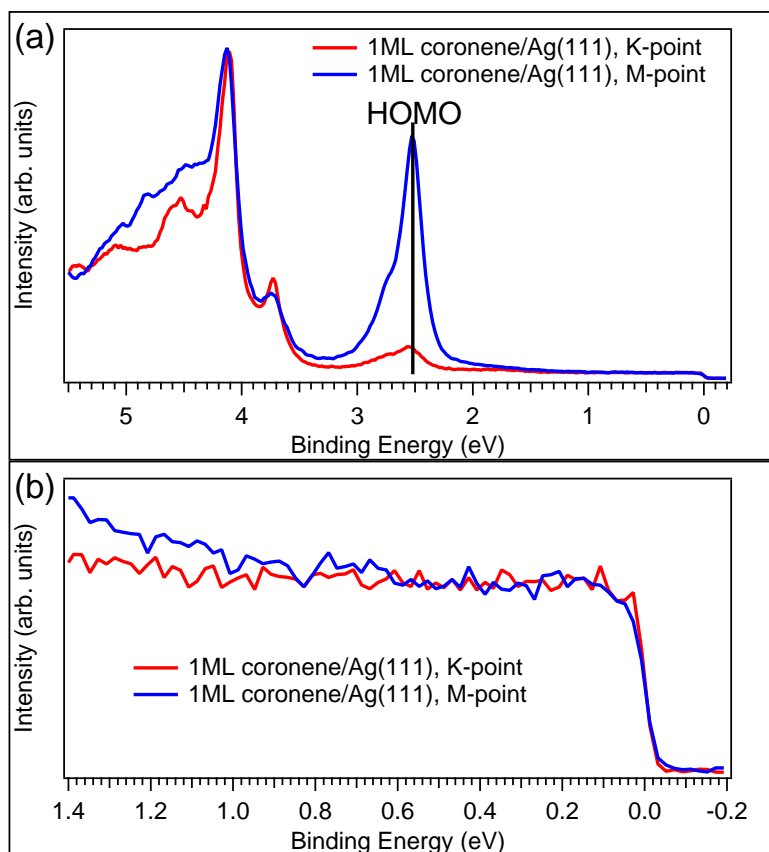 (a)
1ML coronene/Ag(111), K-point
1ML coronene/Ag(111), M-point
HOMO
Intensity (arb. units)
5 4 3 2 1 0
Binding Energy (eV)
(b)
Intensity (arb. units)
1ML coronene/Ag(111), K-point
1ML coronene/Ag(111), M-point
1.4 1.2 1.0 0.8 0.6 0.4 0.2 0.0 -0.2
Binding Energy (eV)